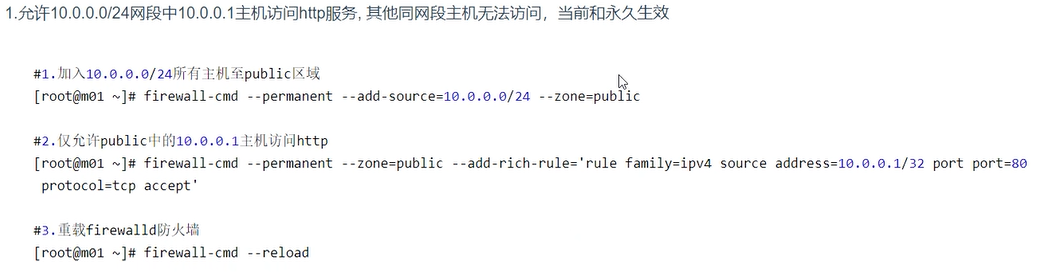 1.允许10.0.0.0/24网段中10.0.0.1主机访问http服务, 其他同网段主机无法访问，当前和永久生效
#1.加入10.0.0.0/24所有主机至public区域
[root@m01 ~]# firewall-cmd --permanent --add-source=10.0.0.0/24 --zone=public
#2.仅允许public中的10.0.0.1主机访问http
[root@m01 ~]# firewall-cmd --permanent --zone=public --add-rich-rule='rule family=ipv4 source address=10.0.0.1/32 port port=80
protocol=tcp accept'
#3.重载firewalld防火墙
[root@m01 ~]# firewall-cmd --reload